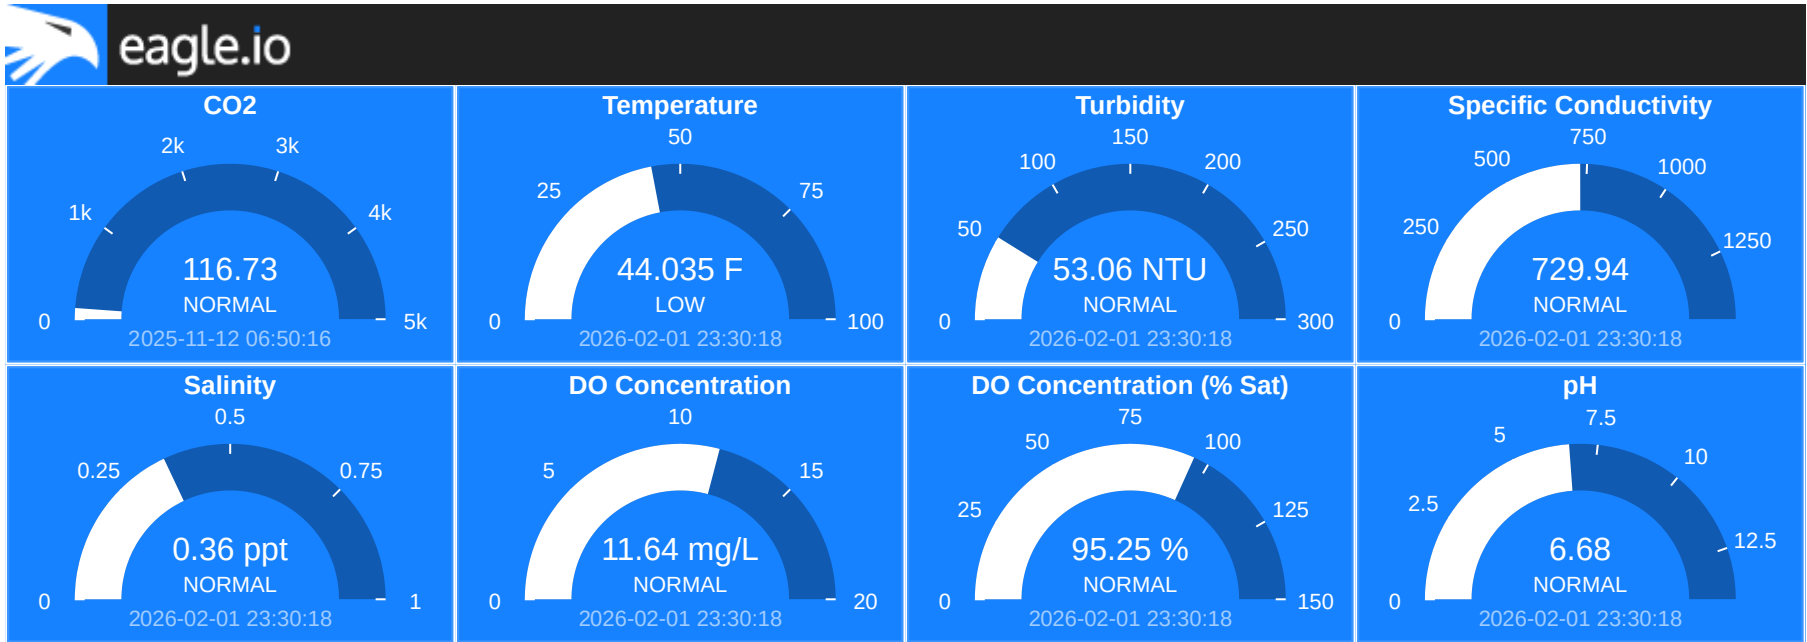 eagle.io
CO2
2k
3k
1k
4k
116.73
NORMAL
0
5k
2025-11-12 06:50:16
Temperature
50
25
75
44.035 F
LOW
0
100
2026-02-01 23:30:18
Turbidity
150
100
200
50
250
53.06 NTU
NORMAL
0
300
2026-02-01 23:30:18
Specific Conductivity
750
500
1000
250
1250
729.94
NORMAL
0
2026-02-01 23:30:18
Salinity
0.5
0.25
0.75
0.36 ppt
NORMAL
0
1
2026-02-01 23:30:18
DO Concentration
10
5
15
11.64 mg/L
NORMAL
0
20
2026-02-01 23:30:18
DO Concentration (% Sat)
75
50
100
25
125
95.25 %
NORMAL
0
150
2026-02-01 23:30:18
pH
7.5
5
10
2.5
12.5
6.68
NORMAL
0
2026-02-01 23:30:18